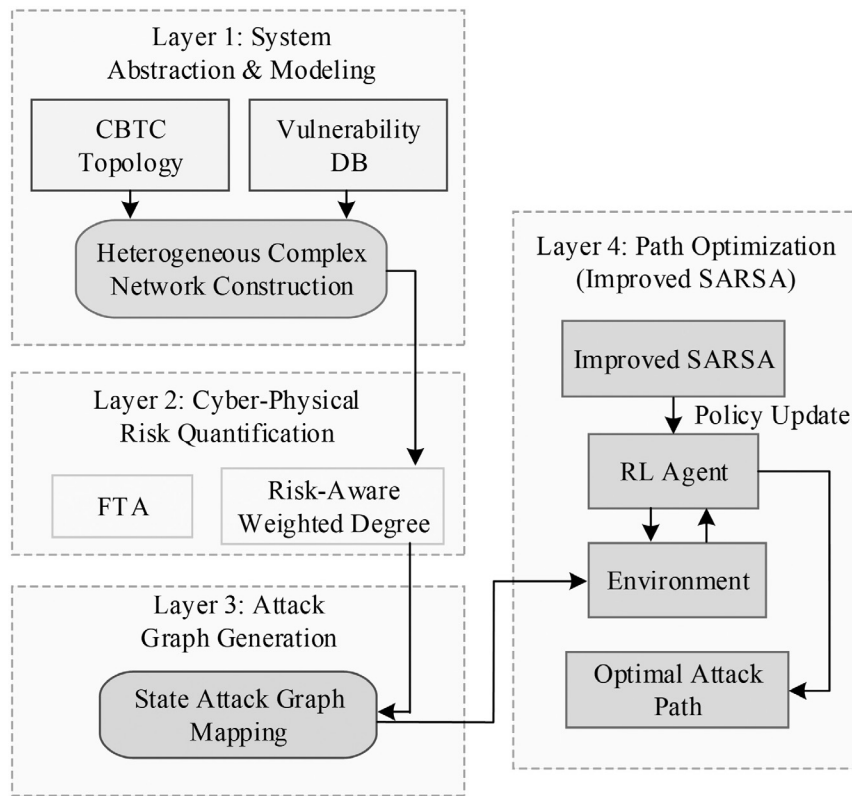 Layer 1: System
Abstraction & Modeling
CBTC
Topology
Vulnerability
DB
Heterogeneous Complex
Network Construction
Layer 2: Cyber-Physical
Risk Quantification
FTA
Risk-Aware
Weighted Degree
Layer 3: Attack
Graph Generation
State Attack Graph
Mapping
Layer 4: Path Optimization
(Improved SARSA)
Improved SARSA
Policy Update
RL Agent
Environment
Optimal Attack
Path